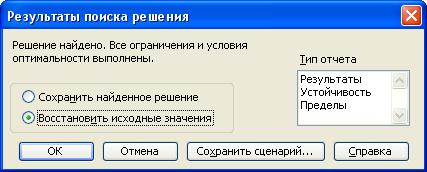 Результаты поиска решения
Решение найдено. Все ограничения и условия
оптимальности выполнены.
Тип отчета
Результаты
Устойчивость
Пределы
Сохранить найденное решение
Восстановить исходные значения
ОК
Отмена
Сохранить сценарий...
Справка